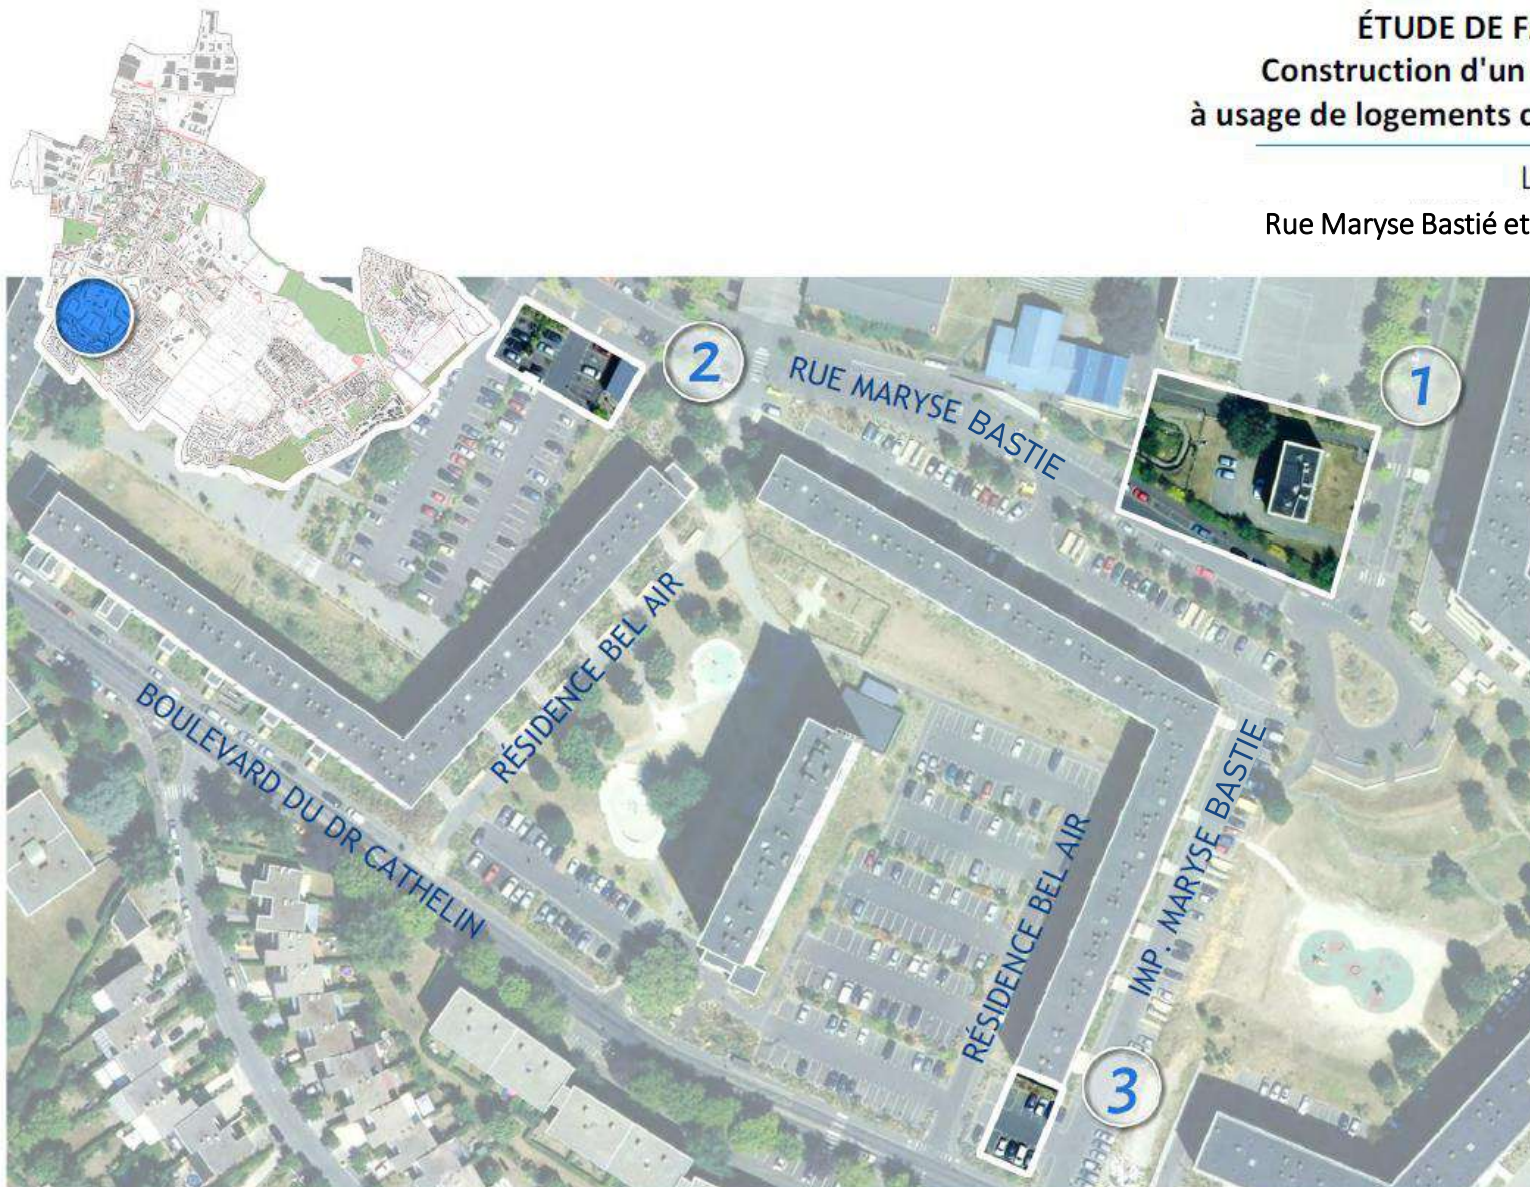 ÉTUDE DE F
Construction d'un
à usage de logements
L
Rue Maryse Bastié et
2
1
RUE MARYSE BASTIE
RÉSIDENCE BEL AIR
BOULEVARD DU DR CATHELIN
IMP. MARYSE BASTIE
RÉSIDENCE BEL AIR
3